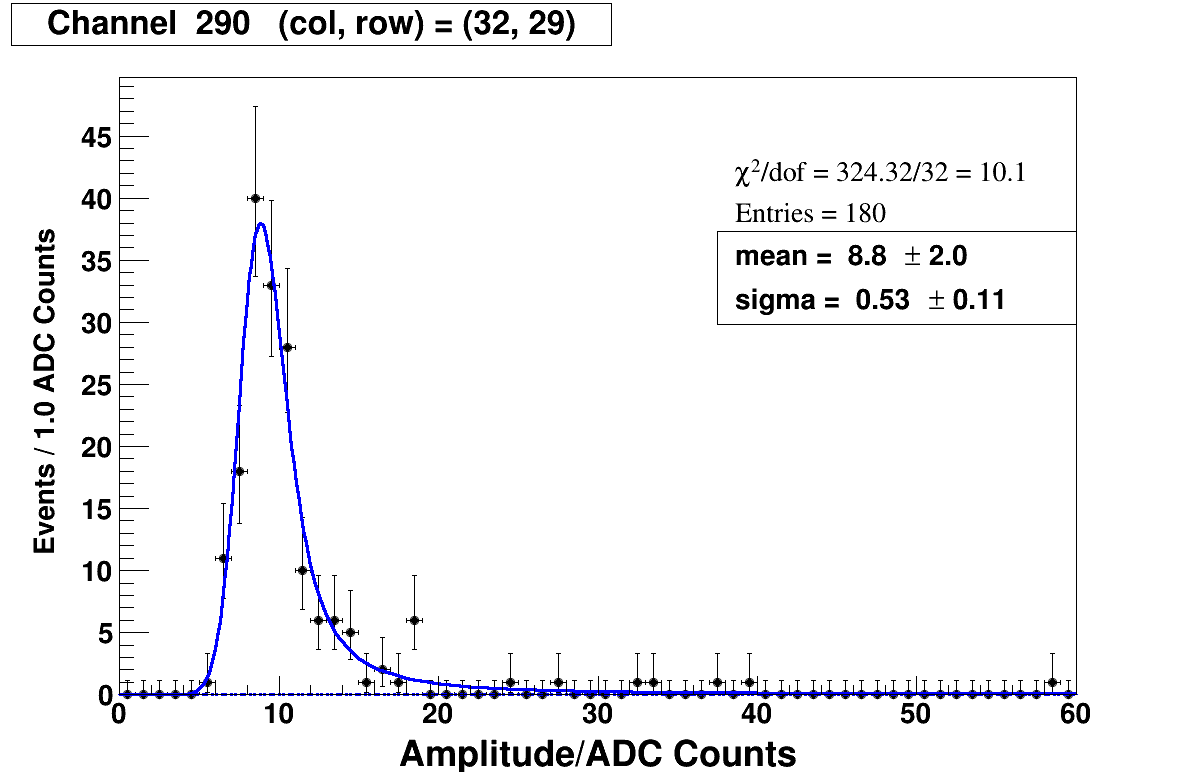 Channel 290 (col, row) = (32, 29)
χ²/dof = 324.32/32 = 10.1
Entries = 180
mean = 8.8 ± 2.0
sigma = 0.53 ± 0.11
Events / 1.0 ADC Counts
45
40
35
30
25
20
15
10
5
0
0 10 20 30 40 50 60
Amplitude/ADC Counts